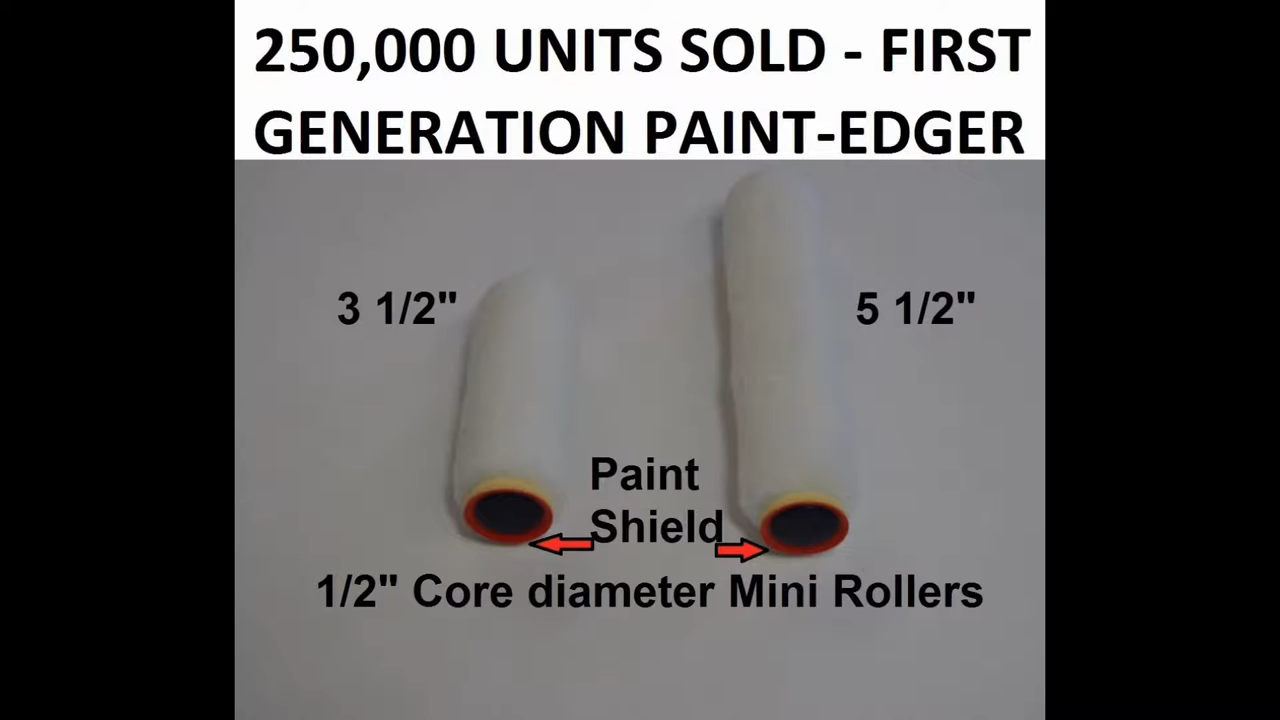 250,000 UNITS SOLD - FIRST
GENERATION PAINT-EDGER
3 1/2" 5 1/2"
Paint
Shield
1/2" Core diameter Mini Rollers